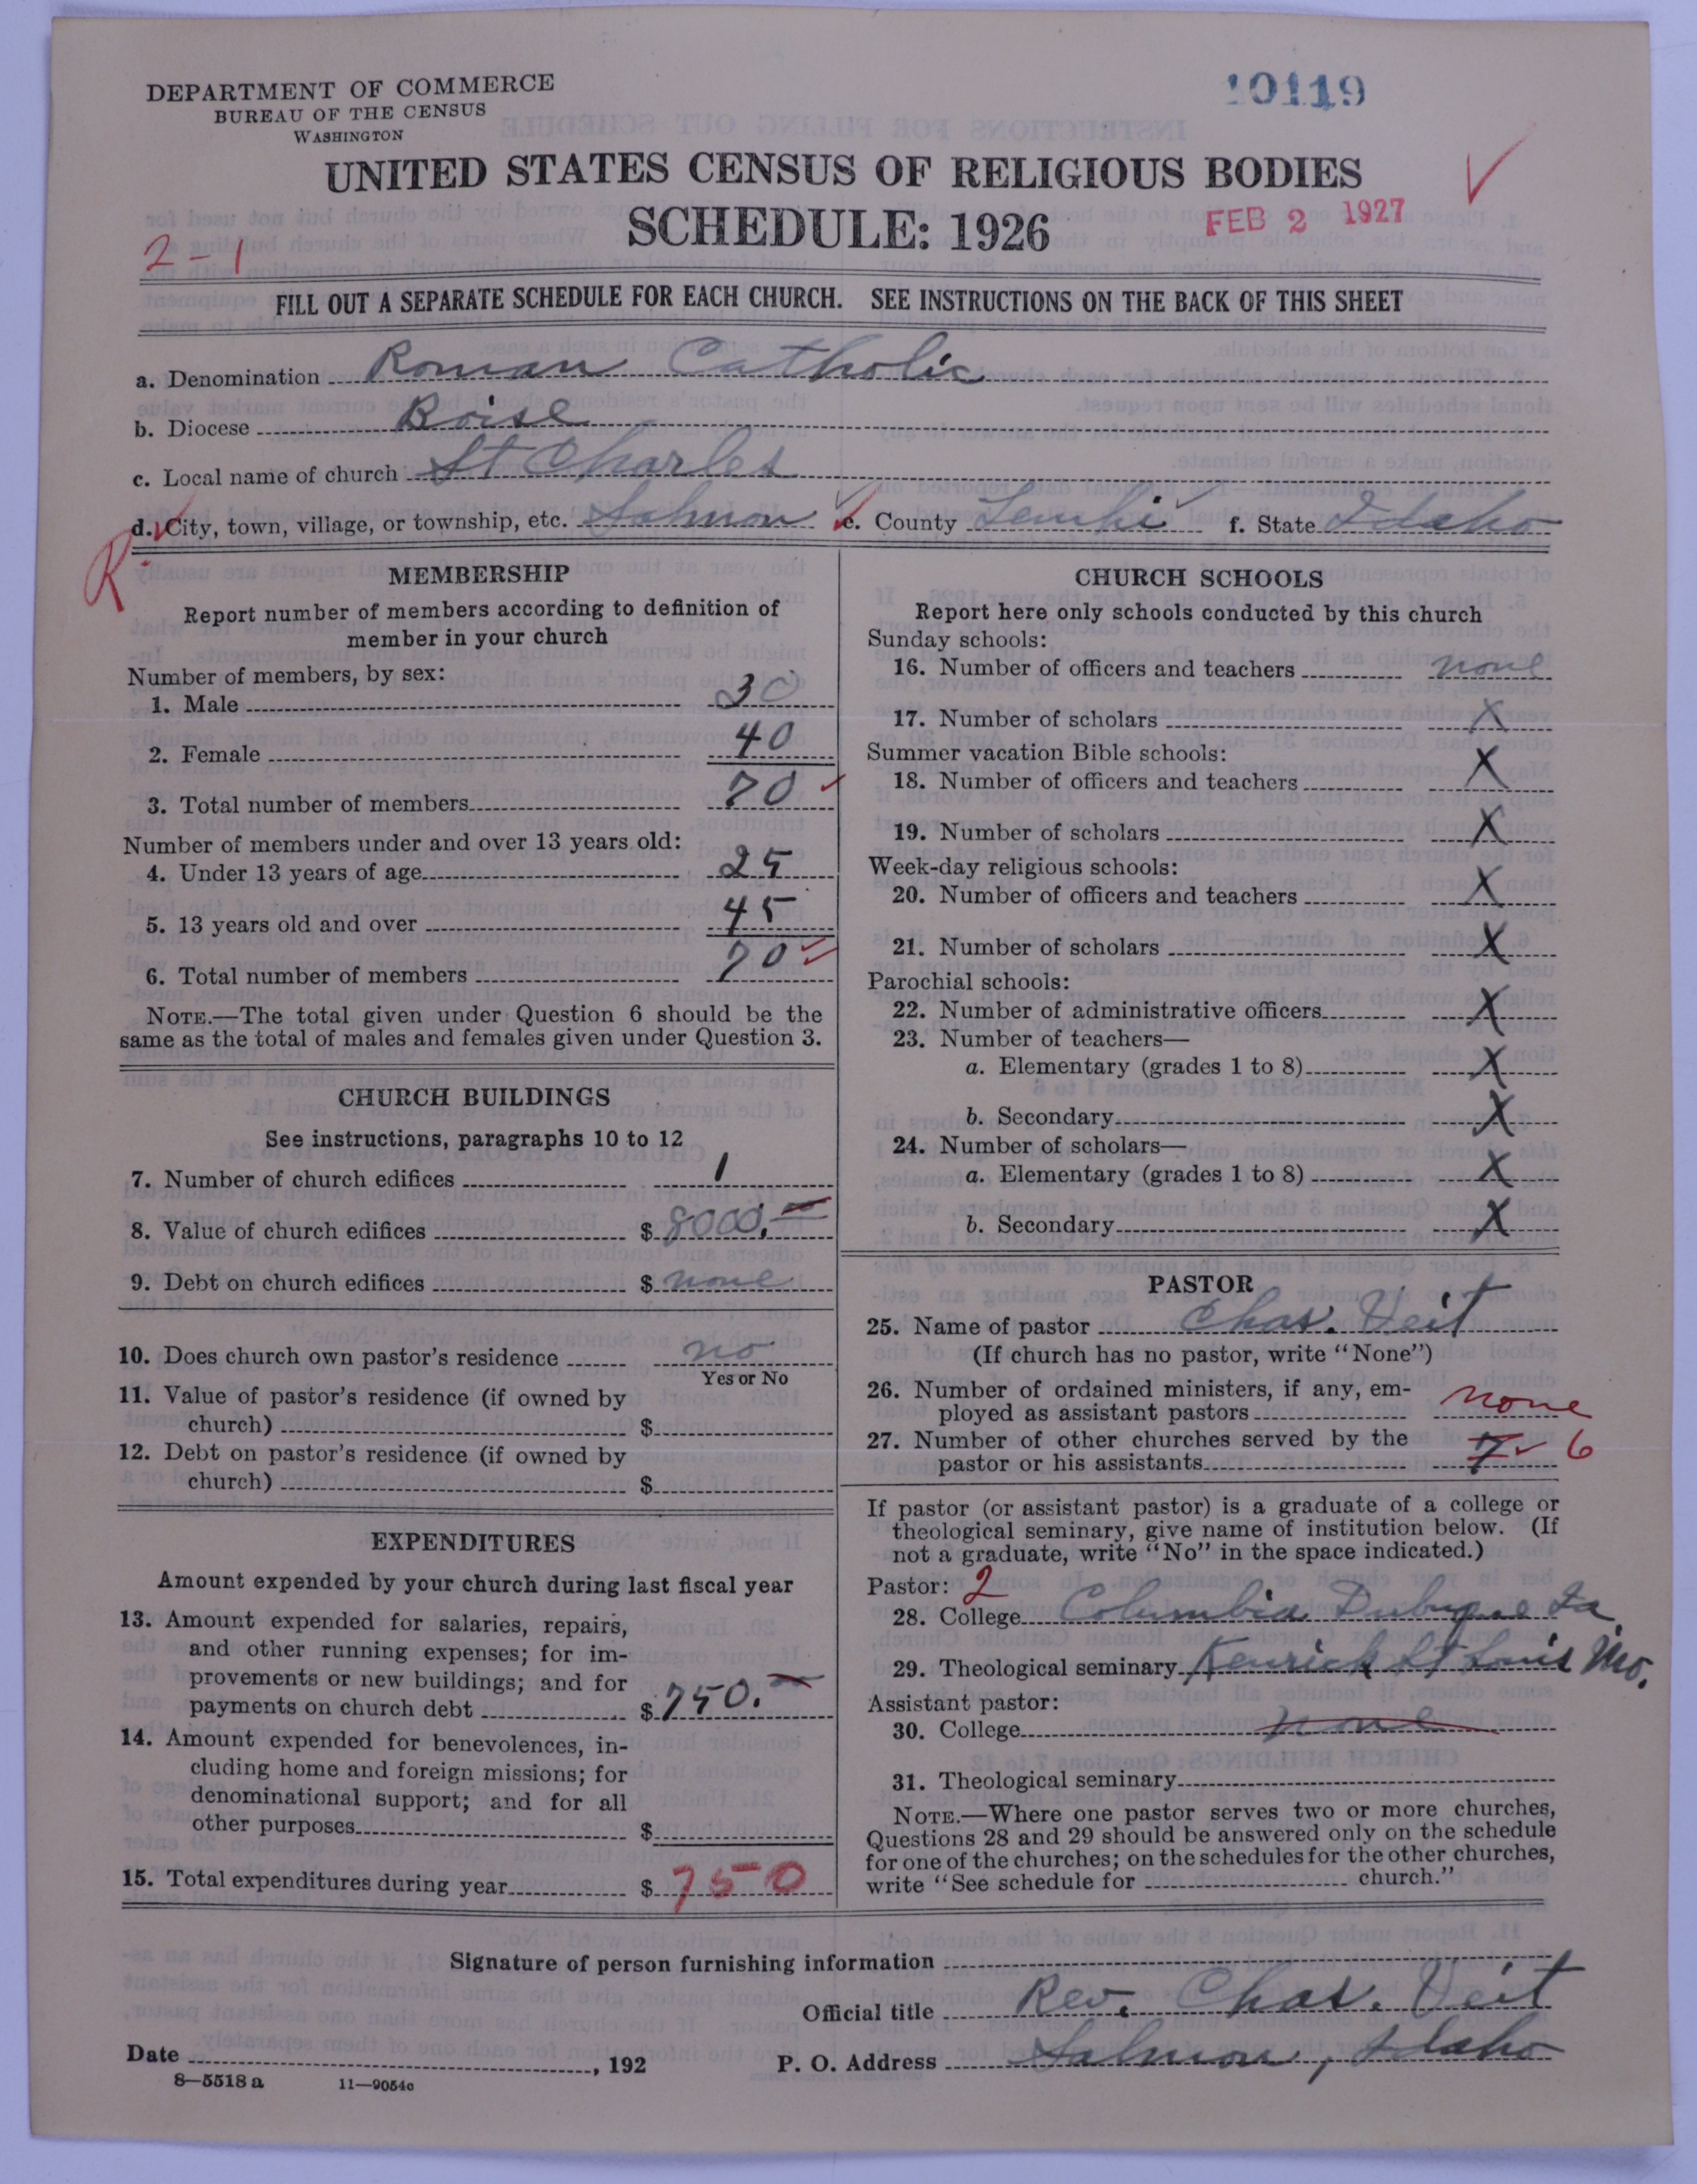 DEPARTMENT OF COMMERCE
BUREAU OF THE CENSUS
WASHINGTON
10119
UNITED STATES CENSUS OF RELIGIOUS BODIES
SCHEDULE: 1926
FEB 2 1927
2-1
FILL OUT A SEPARATE SCHEDULE FOR EACH CHURCH. SEE INSTRUCTIONS ON THE BACK OF THIS SHEET
a. Denomination Roman Catholic
b. Diocese Boise
c. Local name of church St Charles
d. City, town, village, or township, etc. Salmon e. County Lemhi f. State Idaho
R
MEMBERSHIP
Report number of members according to definition of
member in your church
Number of members, by sex:
1. Male 30
2. Female 40
3. Total number of members 70
Number of members under and over 13 years old:
4. Under 13 years of age 25
5. 13 years old and over 45
6. Total number of members 70
NOTE.—The total given under Question 6 should be the
same as the total of males and females given under Question 3.
CHURCH BUILDINGS
See instructions, paragraphs 10 to 12
7. Number of church edifices 1
8. Value of church edifices $ 8000.
9. Debt on church edifices $ none
10. Does church own pastor's residence no
Yes or No
11. Value of pastor's residence (if owned by
church) $
12. Debt on pastor's residence (if owned by
church) $
EXPENDITURES
Amount expended by your church during last fiscal year
13. Amount expended for salaries, repairs,
and other running expenses; for im-
provements or new buildings; and for
payments on church debt $ 750.
14. Amount expended for benevolences, in-
cluding home and foreign missions; for
denominational support; and for all
other purposes $
15. Total expenditures during year $ 750
CHURCH SCHOOLS
Report here only schools conducted by this church
Sunday schools:
16. Number of officers and teachers none
17. Number of scholars X
Summer vacation Bible schools:
18. Number of officers and teachers X
19. Number of scholars X
Week-day religious schools:
20. Number of officers and teachers X
21. Number of scholars X
Parochial schools:
22. Number of administrative officers X
23. Number of teachers—
a. Elementary (grades 1 to 8) X
b. Secondary X
24. Number of scholars—
a. Elementary (grades 1 to 8) X
b. Secondary X
PASTOR
25. Name of pastor Chas. Veit
(If church has no pastor, write "None")
26. Number of ordained ministers, if any, em-
ployed as assistant pastors none
27. Number of other churches served by the
pastor or his assistants 7 6
If pastor (or assistant pastor) is a graduate of a college or
theological seminary, give name of institution below. (If
not a graduate, write "No" in the space indicated.)
Pastor: 2
28. College Columbia Dubuque Ia
29. Theological seminary Kenrick St Louis Mo.
Assistant pastor:
30. College none
31. Theological seminary
NOTE.—Where one pastor serves two or more churches,
Questions 28 and 29 should be answered only on the schedule
for one of the churches; on the schedules for the other churches,
write "See schedule for church."
Signature of person furnishing information
Official title Rev. Chas. Veit
Date , 192
P. O. Address Salmon, Idaho
8—5518 a 11—9054c